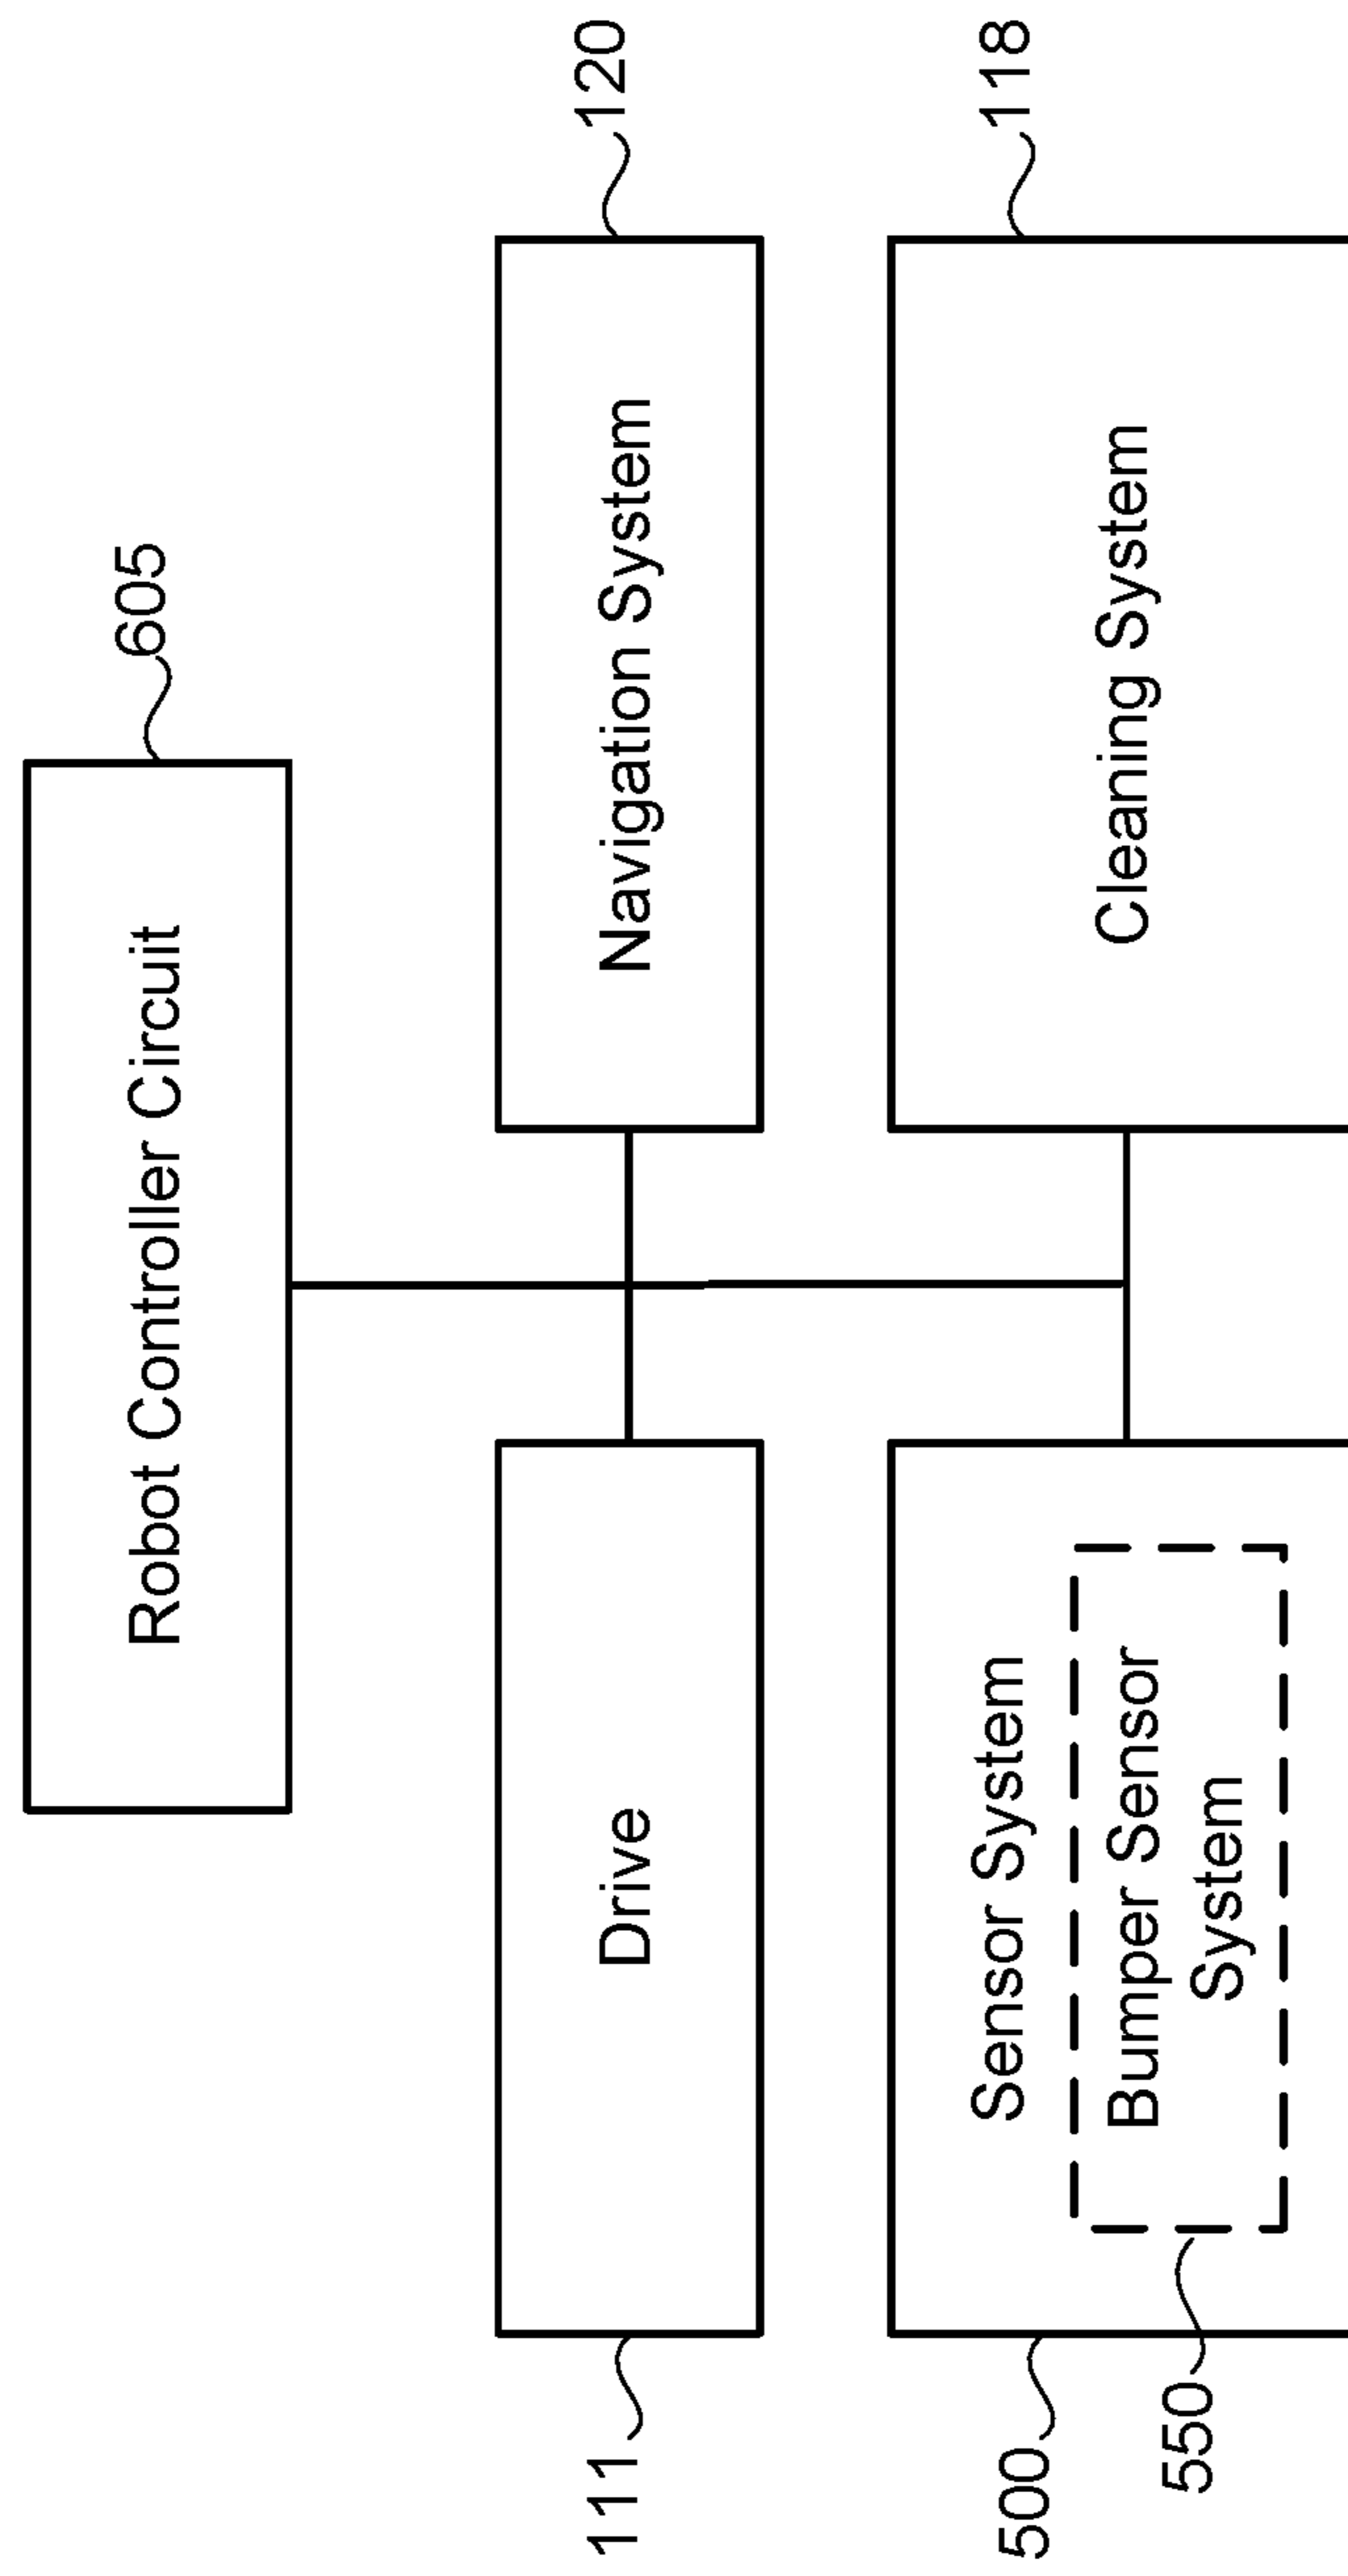 Robot Controller Circuit
605
Drive
111
Navigation System
120
Sensor System
500
Bumper Sensor
System
550
Cleaning System
118